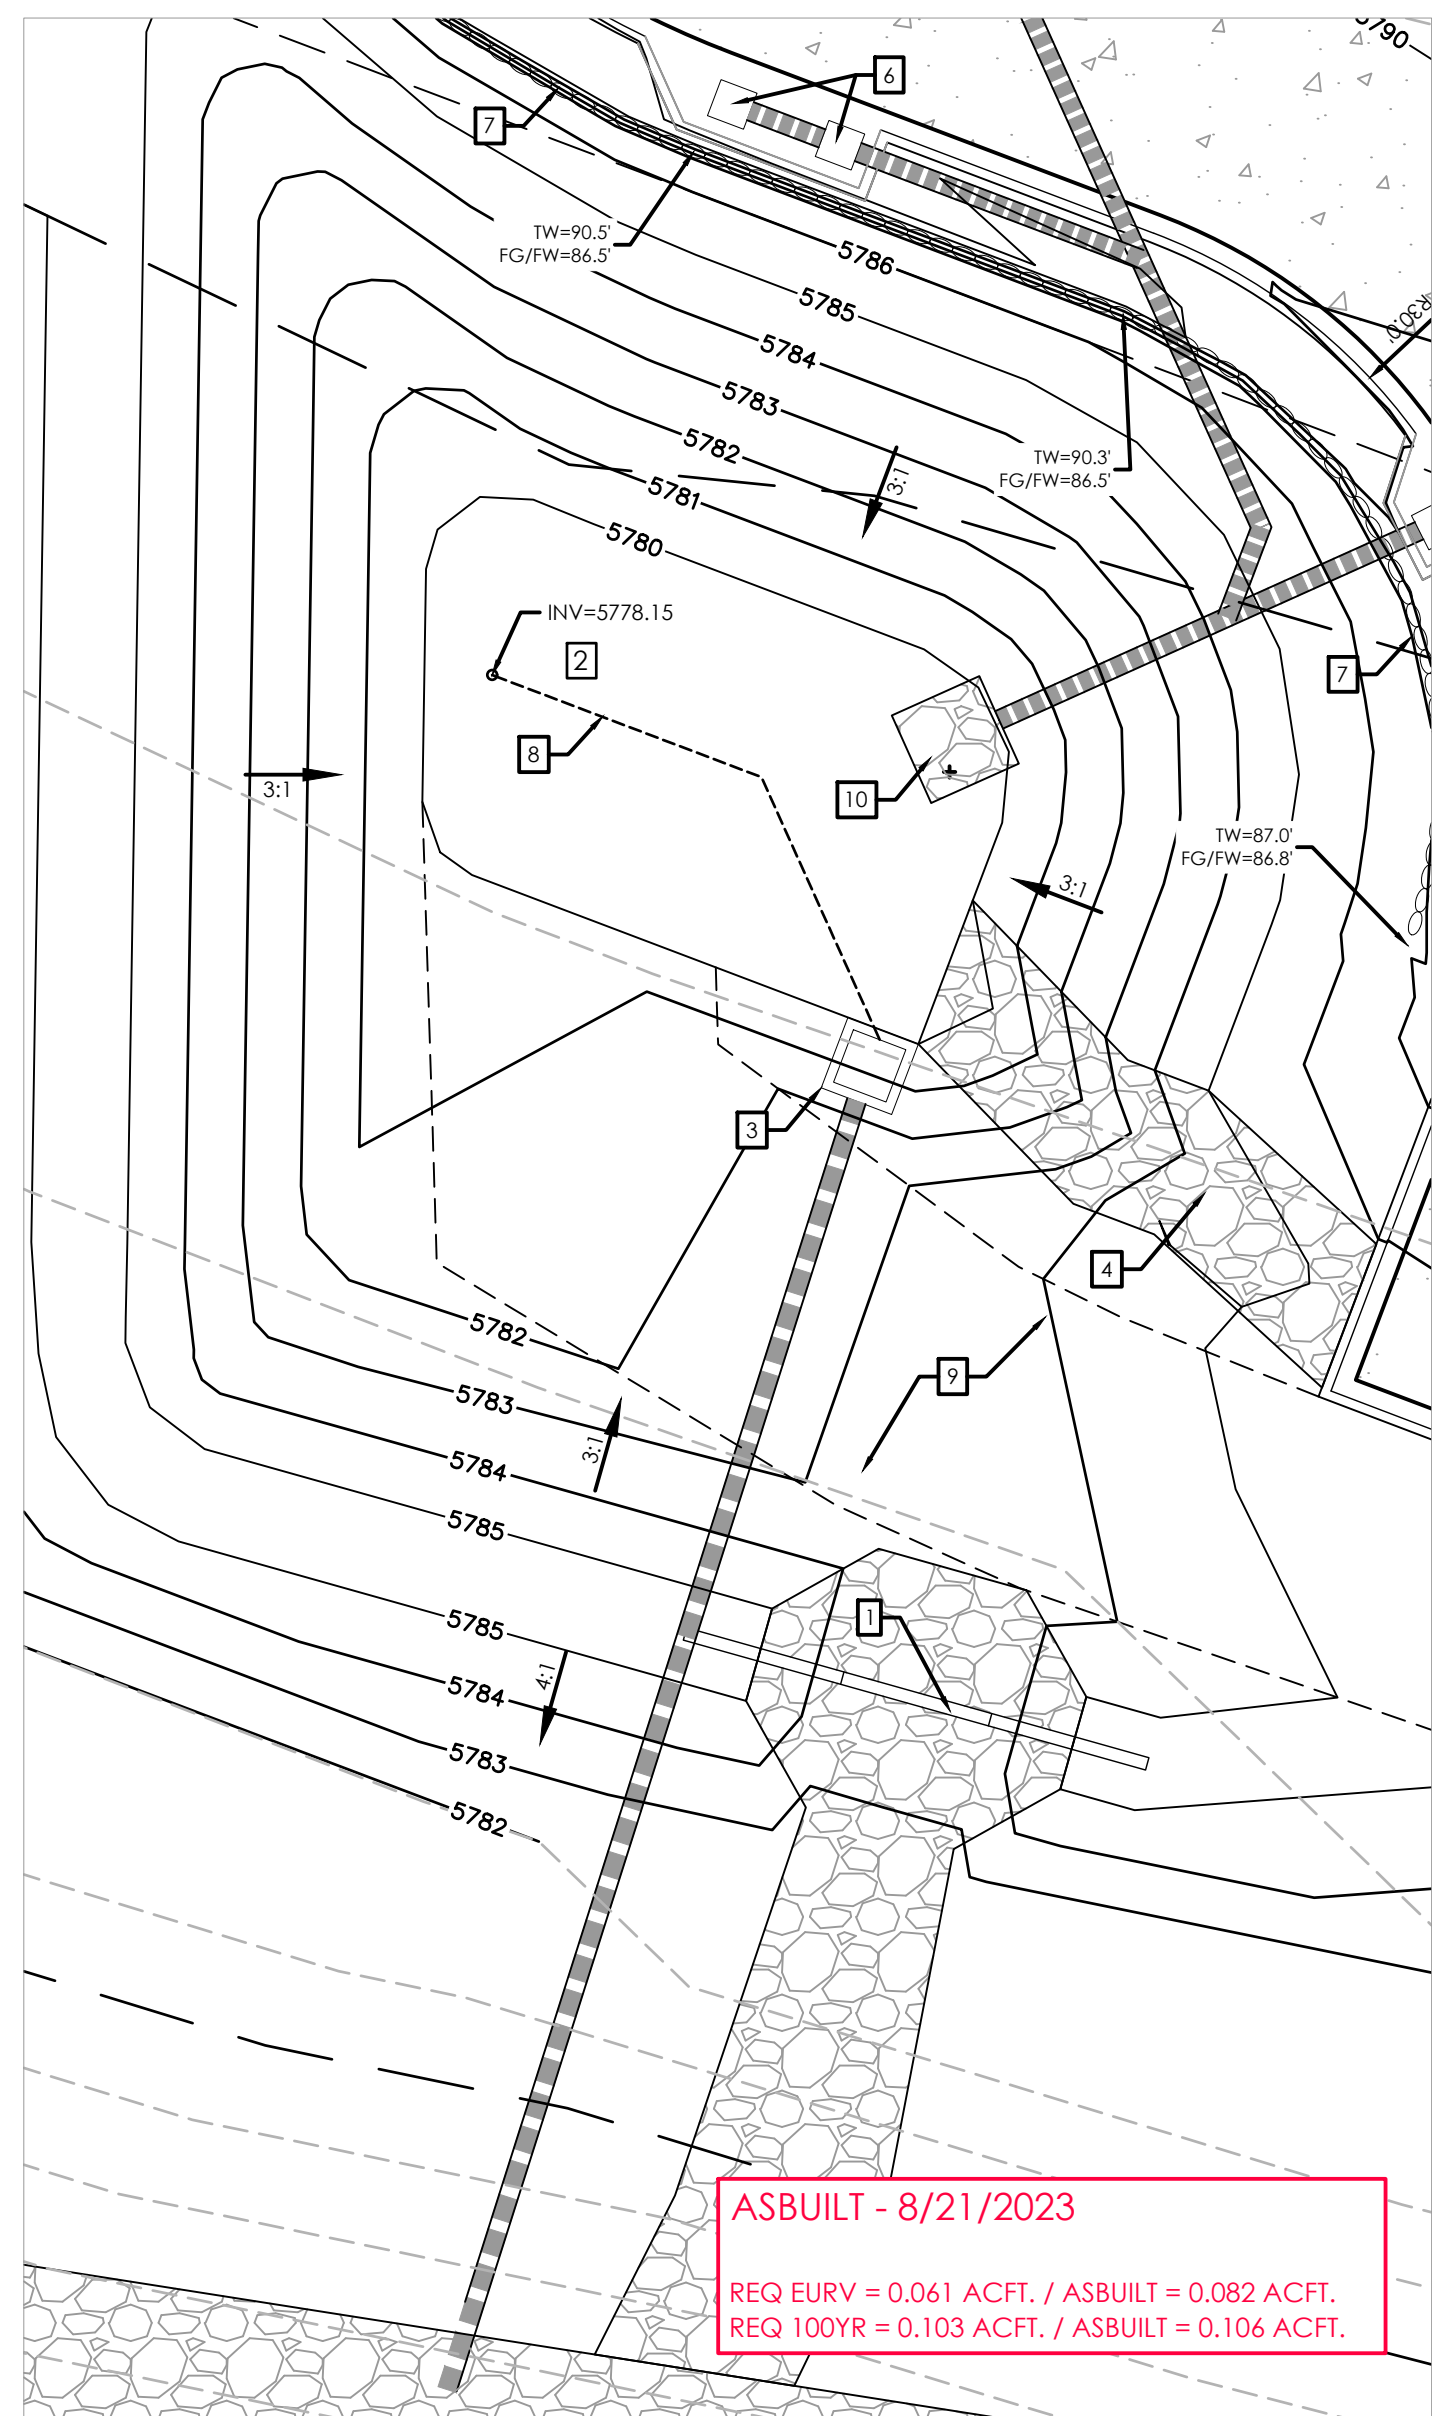 5790
6
7
TW=90.5'
FG/FW=86.5'
5786
5785
R30.0'
5784
5783
TW=90.3'
FG/FW=86.5'
5782
3:1
5781
5780
INV=5778.15
2
7
8
3:1
10
TW=87.0'
FG/FW=86.8'
3:1
3
4
5782
9
5783
3:1
5784
5785
1
5785
4:1
5784
5783
5782
ASBUILT - 8/21/2023
REQ EURV = 0.061 ACFT. / ASBUILT = 0.082 ACFT.
REQ 100YR = 0.103 ACFT. / ASBUILT = 0.106 ACFT.